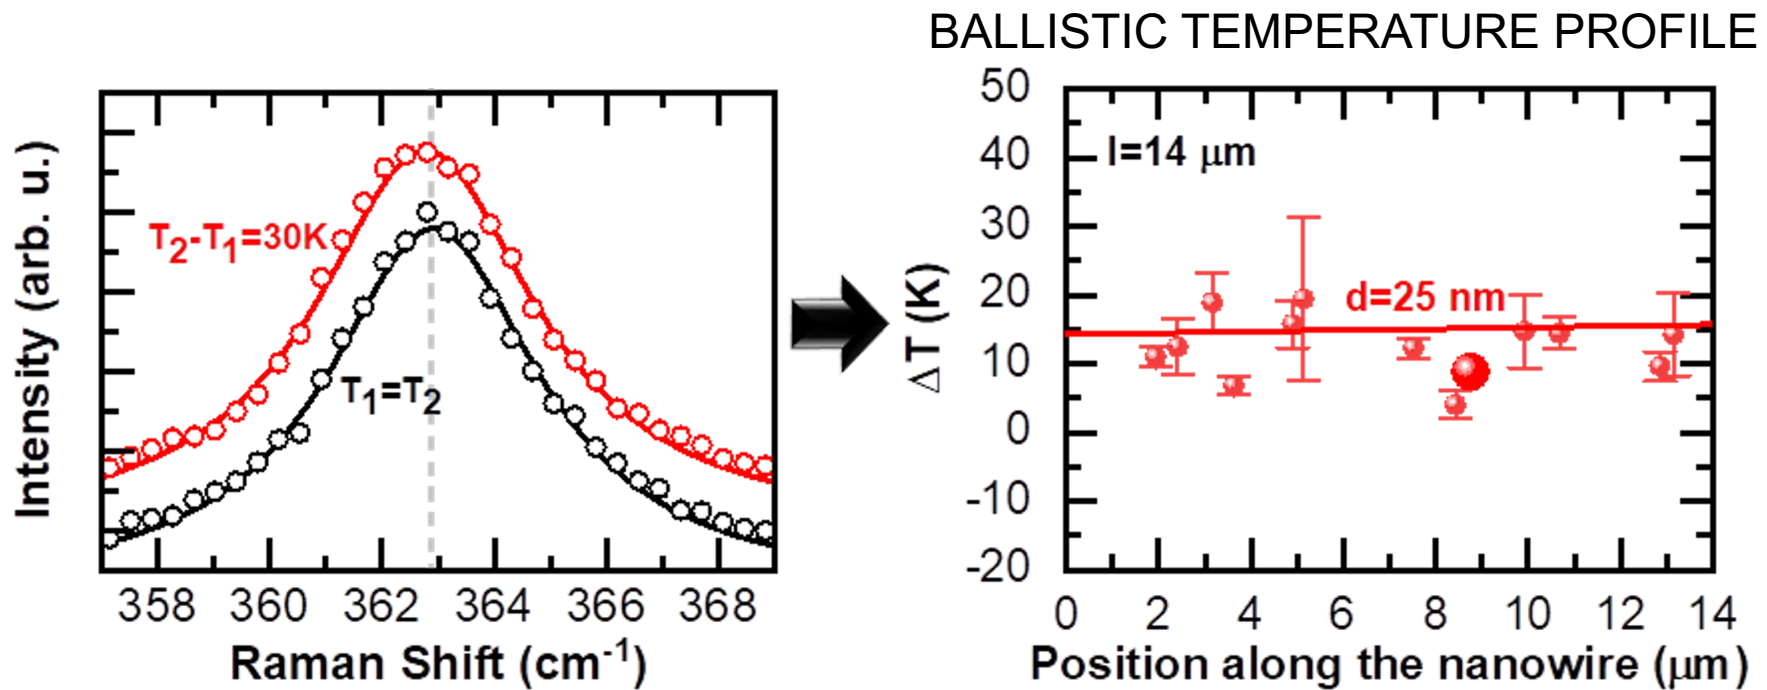 BALLISTIC TEMPERATURE PROFILE
Intensity (arb. u.)
T₂-T₁=30K
T₁=T₂
358 360 362 364 366 368
Raman Shift (cm⁻¹)
Δ T (K)
50
40
30
20
10
0
-10
-20
l=14 μm
d=25 nm
0 2 4 6 8 10 12 14
Position along the nanowire (μm)